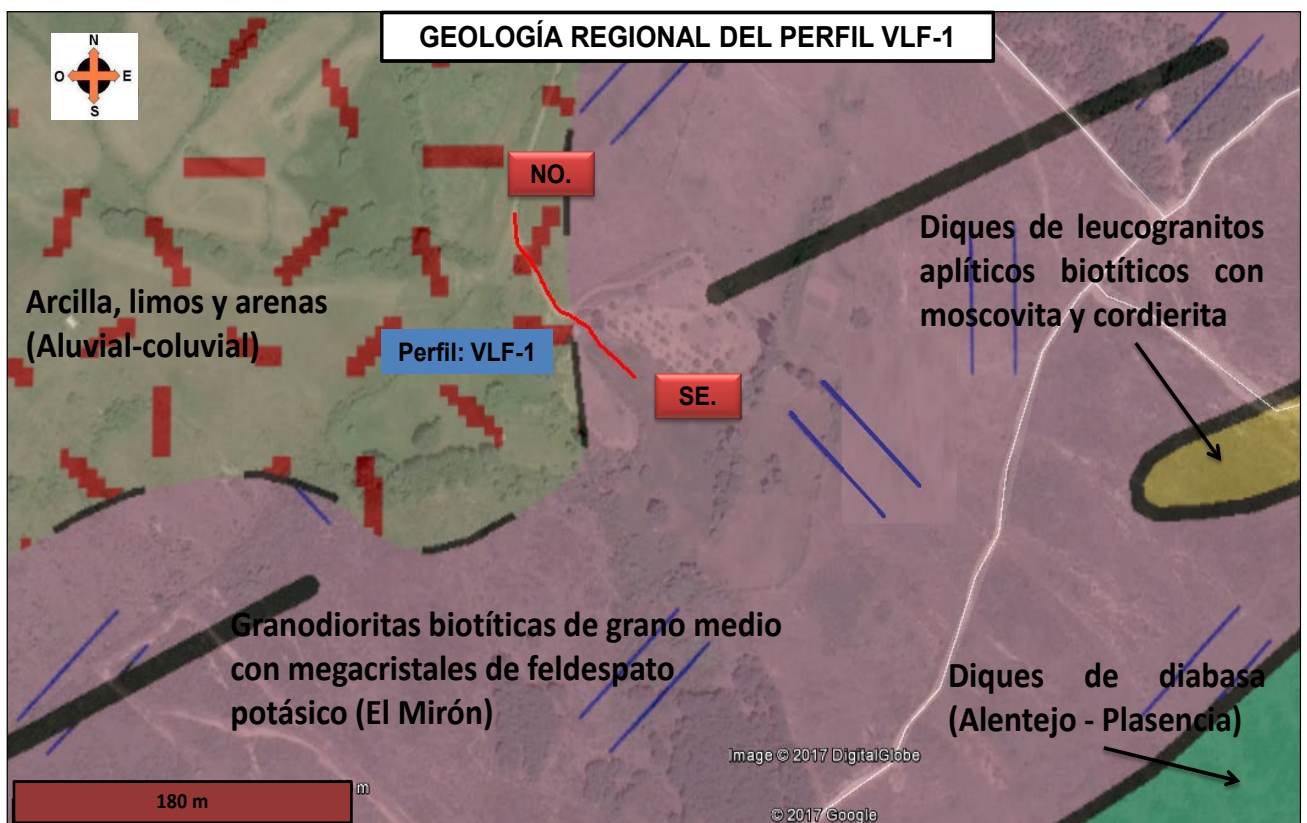 GEOLOGÍA REGIONAL DEL PERFIL VLF-1
N
O
E
S
NO.
Diques de leucogranitos
aplíticos biotíticos con
moscovita y cordierita
Arcilla, limos y arenas
(Aluvial-coluvial)
Perfil: VLF-1
SE.
Granodioritas biotíticas de grano medio
con megacristales de feldespato
potásico (El Mirón)
Diques de diabasa
(Alentejo - Plasencia)
Image © 2017 DigitalGlobe
m
180 m
© 2017 Google